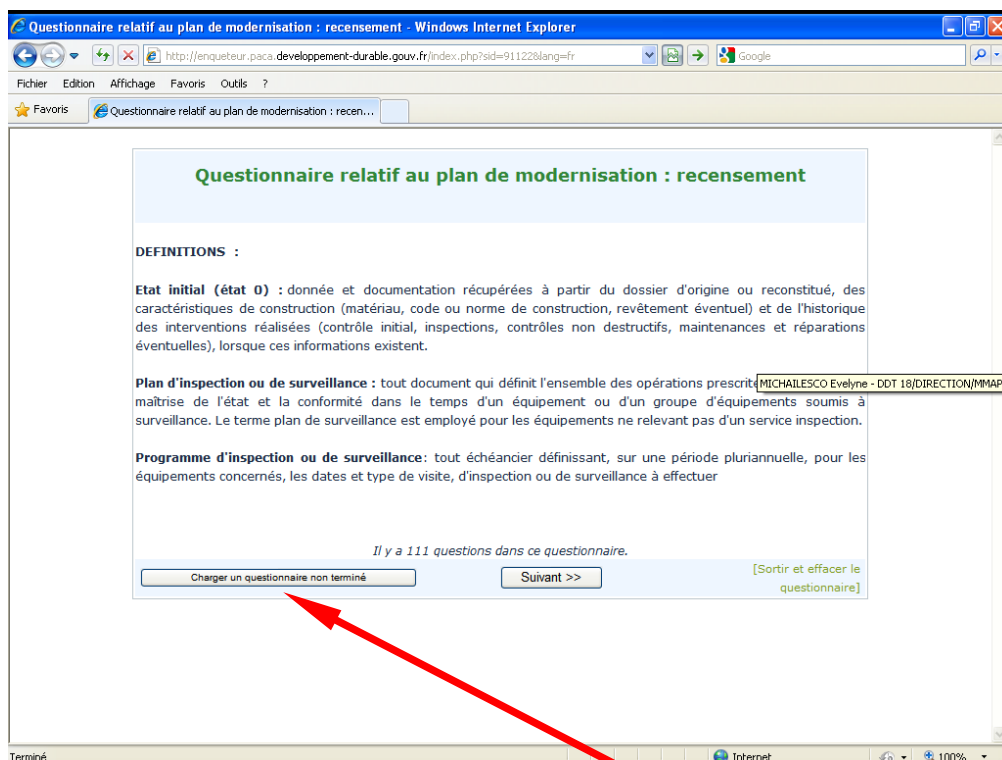 Questionnaire relatif au plan de modernisation : recensement - Windows Internet Explorer
http://enqueteur.paca.developpement-durable.gouv.fr/index.php?sid=91122&lang=fr
Google
Fichier Edition Affichage Favoris Outils ?
Favoris
Questionnaire relatif au plan de modernisation : recen...
Questionnaire relatif au plan de modernisation : recensement
DEFINITIONS :
Etat initial (état 0) : donnée et documentation récupérées à partir du dossier d'origine ou reconstitué, des
caractéristiques de construction (matériau, code ou norme de construction, revêtement éventuel) et de l'historique
des interventions réalisées (contrôle initial, inspections, contrôles non destructifs, maintenances et réparations
éventuelles), lorsque ces informations existent.
Plan d'inspection ou de surveillance : tout document qui définit l'ensemble des opérations prescrite
MICHAILESCO Evelyne - DDT 18/DIRECTION/MMAP
maîtrise de l'état et la conformité dans le temps d'un équipement ou d'un groupe d'équipements soumis à
surveillance. Le terme plan de surveillance est employé pour les équipements ne relevant pas d'un service inspection.
Programme d'inspection ou de surveillance: tout échéancier définissant, sur une période pluriannuelle, pour les
équipements concernés, les dates et type de visite, d'inspection ou de surveillance à effectuer
Il y a 111 questions dans ce questionnaire.
Charger un questionnaire non terminé
Suivant >>
[Sortir et effacer le
questionnaire]
Terminé
Internet
100%